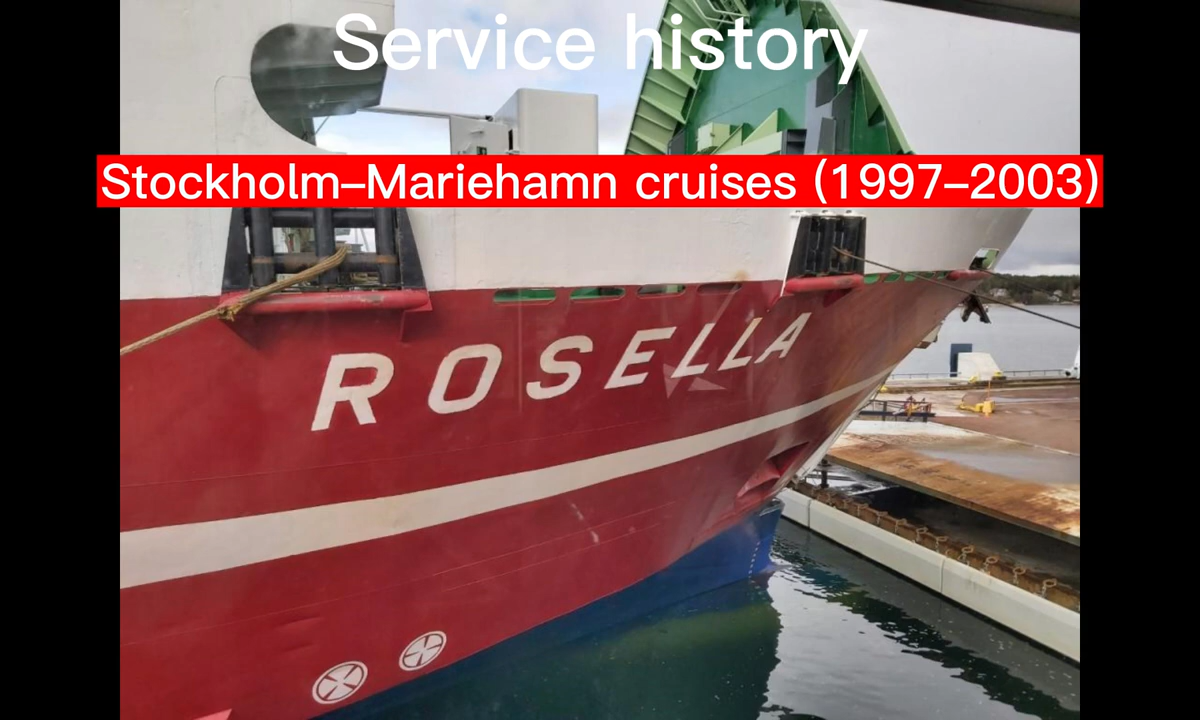 Service history
Stockholm–Mariehamn cruises (1997–2003)
ROSELLA